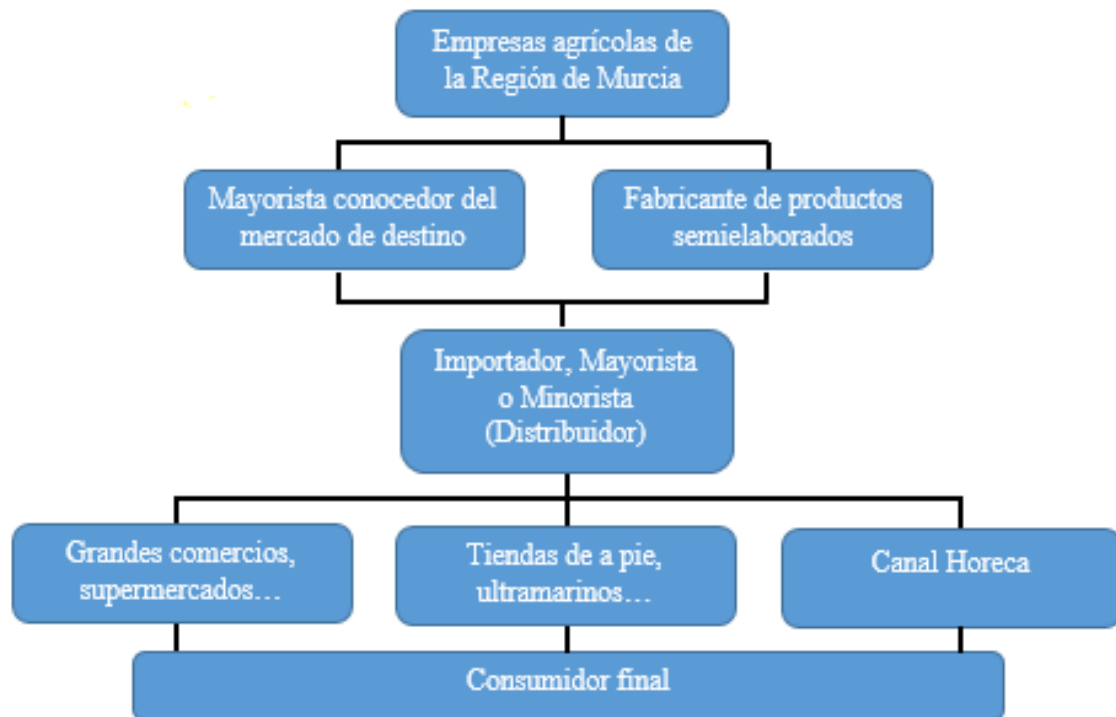 Empresas agrícolas de
la Región de Murcia
Mayorista conocedor del
mercado de destino
Fabricante de productos
semielaborados
Importador, Mayorista
o Minorista
(Distribuidor)
Grandes comercios,
supermercados…
Tiendas de a pie,
ultramarinos…
Canal Horeca
Consumidor final